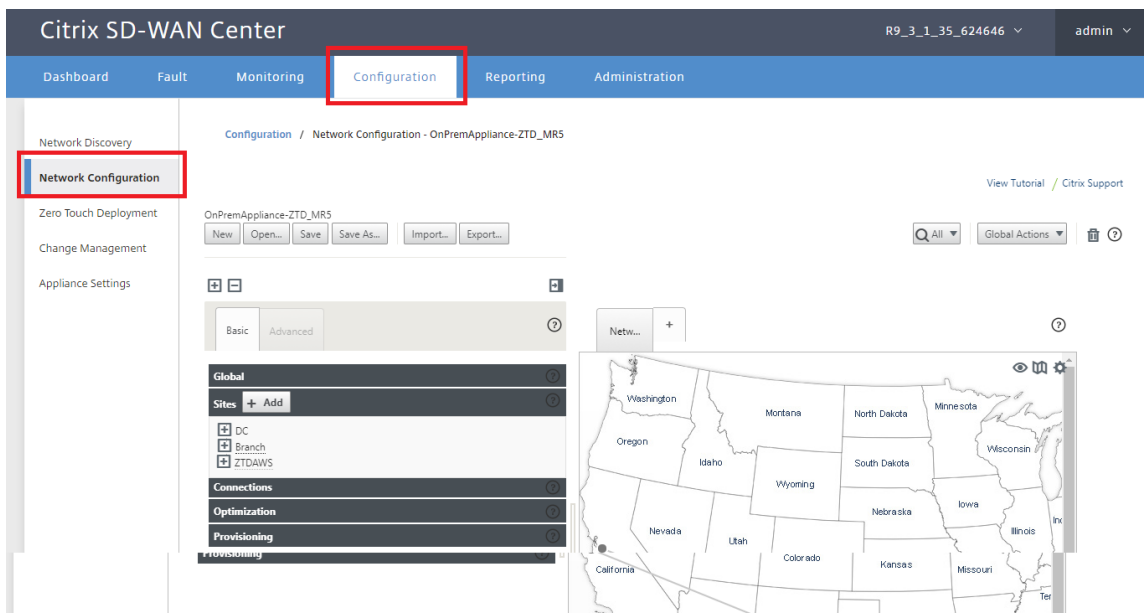 Citrix SD-WAN Center
R9_3_1_35_624646
admin
Dashboard Fault Monitoring Configuration Reporting Administration
Network Discovery
Network Configuration
Zero Touch Deployment
Change Management
Appliance Settings
Configuration / Network Configuration - OnPremAppliance-ZTD_MR5
View Tutorial / Citrix Support
OnPremAppliance-ZTD_MR5
New Open... Save Save As... Import... Export...
All Global Actions ?
Basic Advanced ?
Netw... + ?
Global ?
Sites + Add ?
DC
Branch
ZTDAWS
Connections ?
Optimization ?
Provisioning ?
Provisioning ?
Washington
Montana
North Dakota
Minnesota
Oregon
Idaho
South Dakota
Wisconsin
Wyoming
Nebraska
Iowa
Nevada
Utah
Illinois
Inc
Colorado
Kansas
Missouri
California
Ter